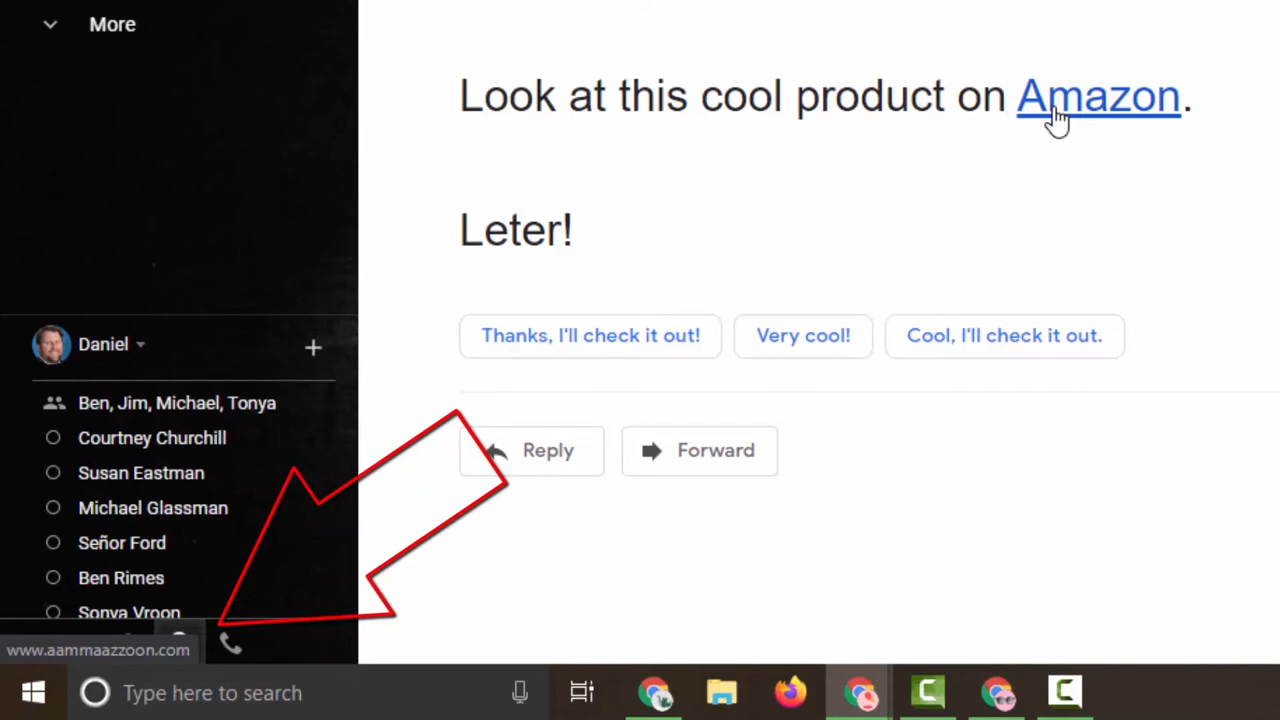 More
Look at this cool product on Amazon.
Leter!
Thanks, I'll check it out!
Very cool!
Cool, I'll check it out.
Reply
Forward
Daniel
Ben, Jim, Michael, Tonya
Courtney Churchill
Susan Eastman
Michael Glassman
Señor Ford
Ben Rimes
Sonya Vroon
www.aammaazzoon.com
Type here to search